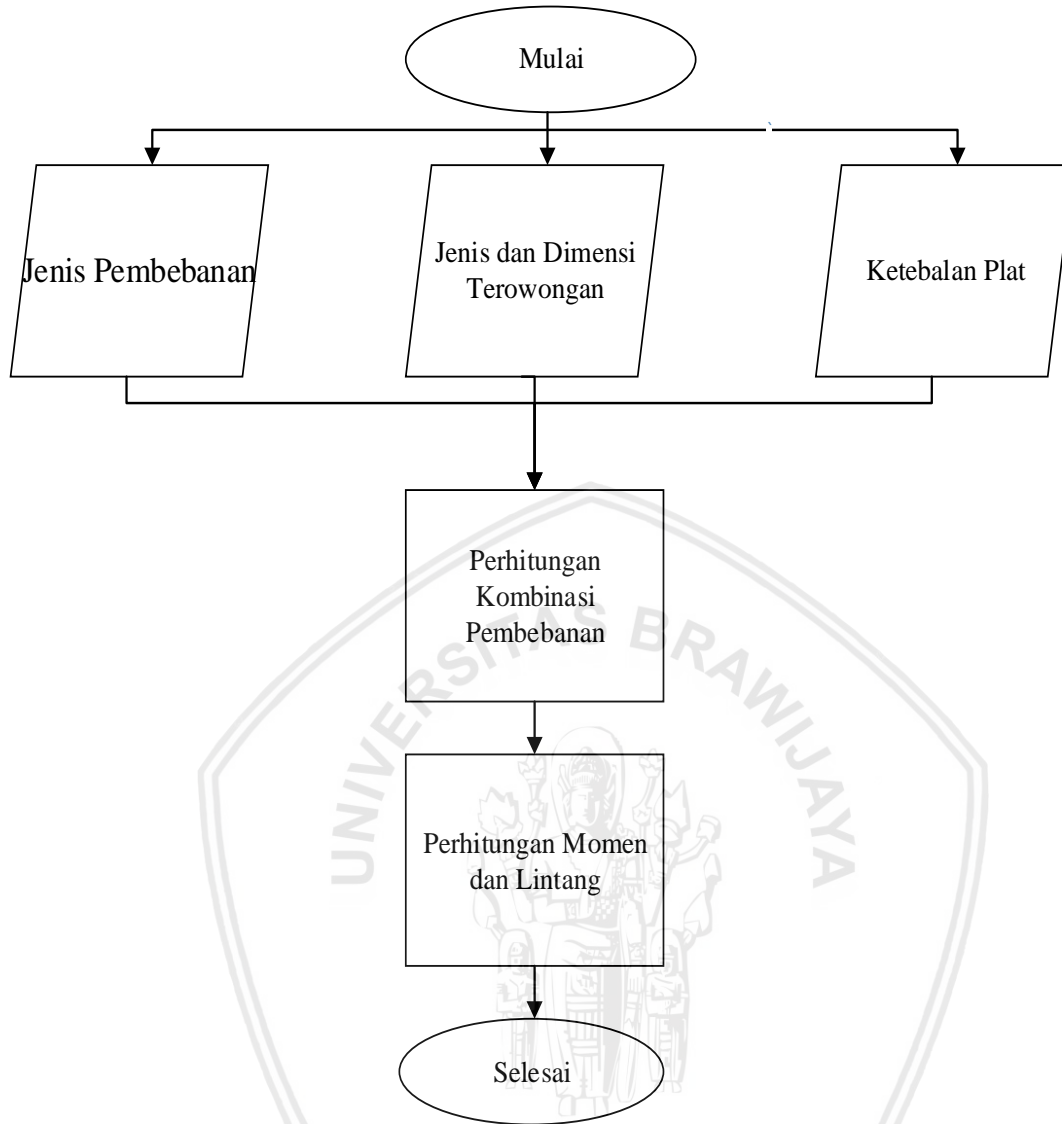 Mulai
Jenis Pembebanan
Jenis dan Dimensi
Terowongan
Ketebalan Plat
Perhitungan
Kombinasi
Pembebanan
UNIVERSITAS BRAWIJAYA
Perhitungan Momen
dan Lintang
Selesai